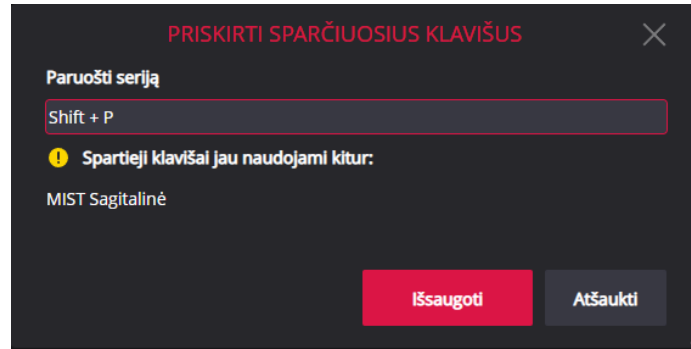 PRISKIRTI SPARČIUOSIUS KLAVIŠUS
Paruošti seriją
Shift + P
Spartieji klavišai jau naudojami kitur:
MIST Sagitalinė
Išsaugoti Atšaukti